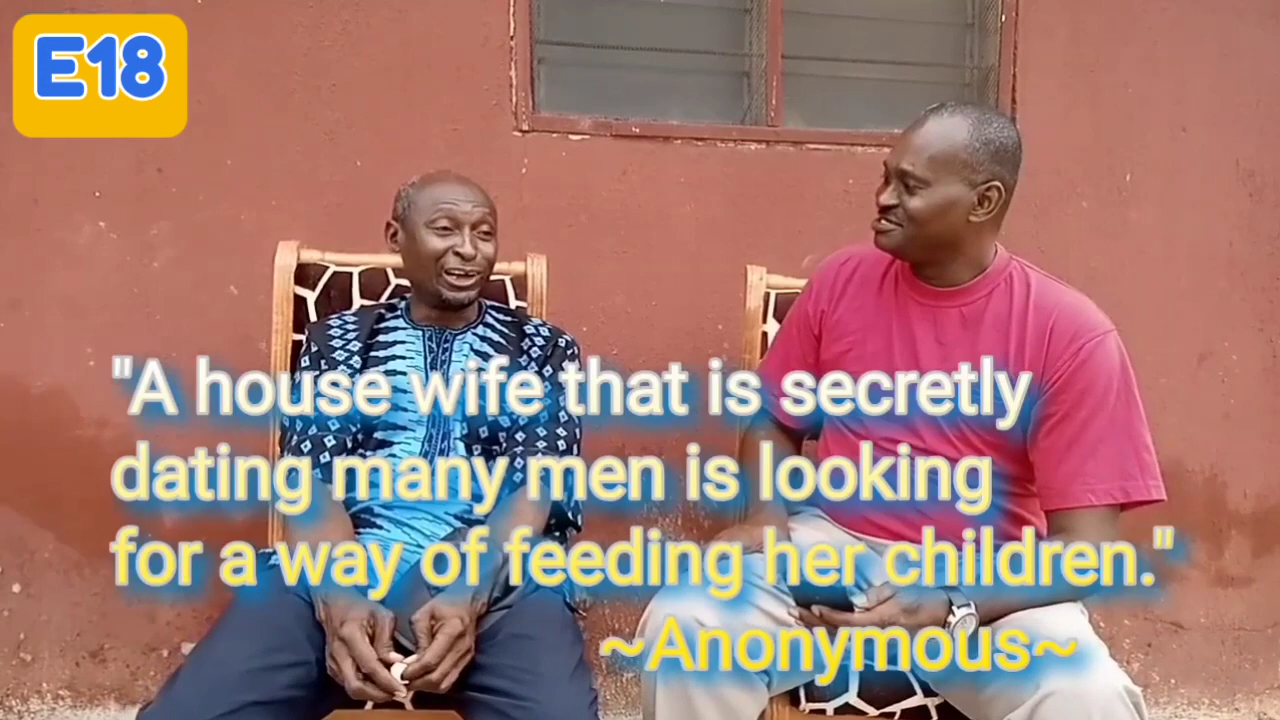 E18
"A house wife that is secretly
dating many men is looking
for a way of feeding her children."
~Anonymous~